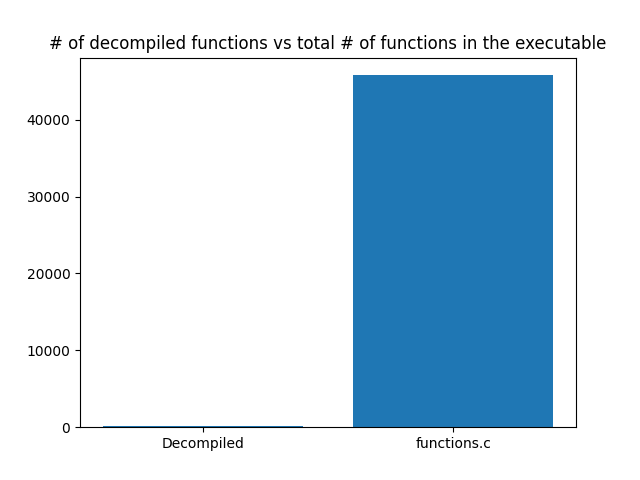 # of decompiled functions vs total # of functions in the executable
40000
30000
20000
10000
0
Decompiled
functions.c